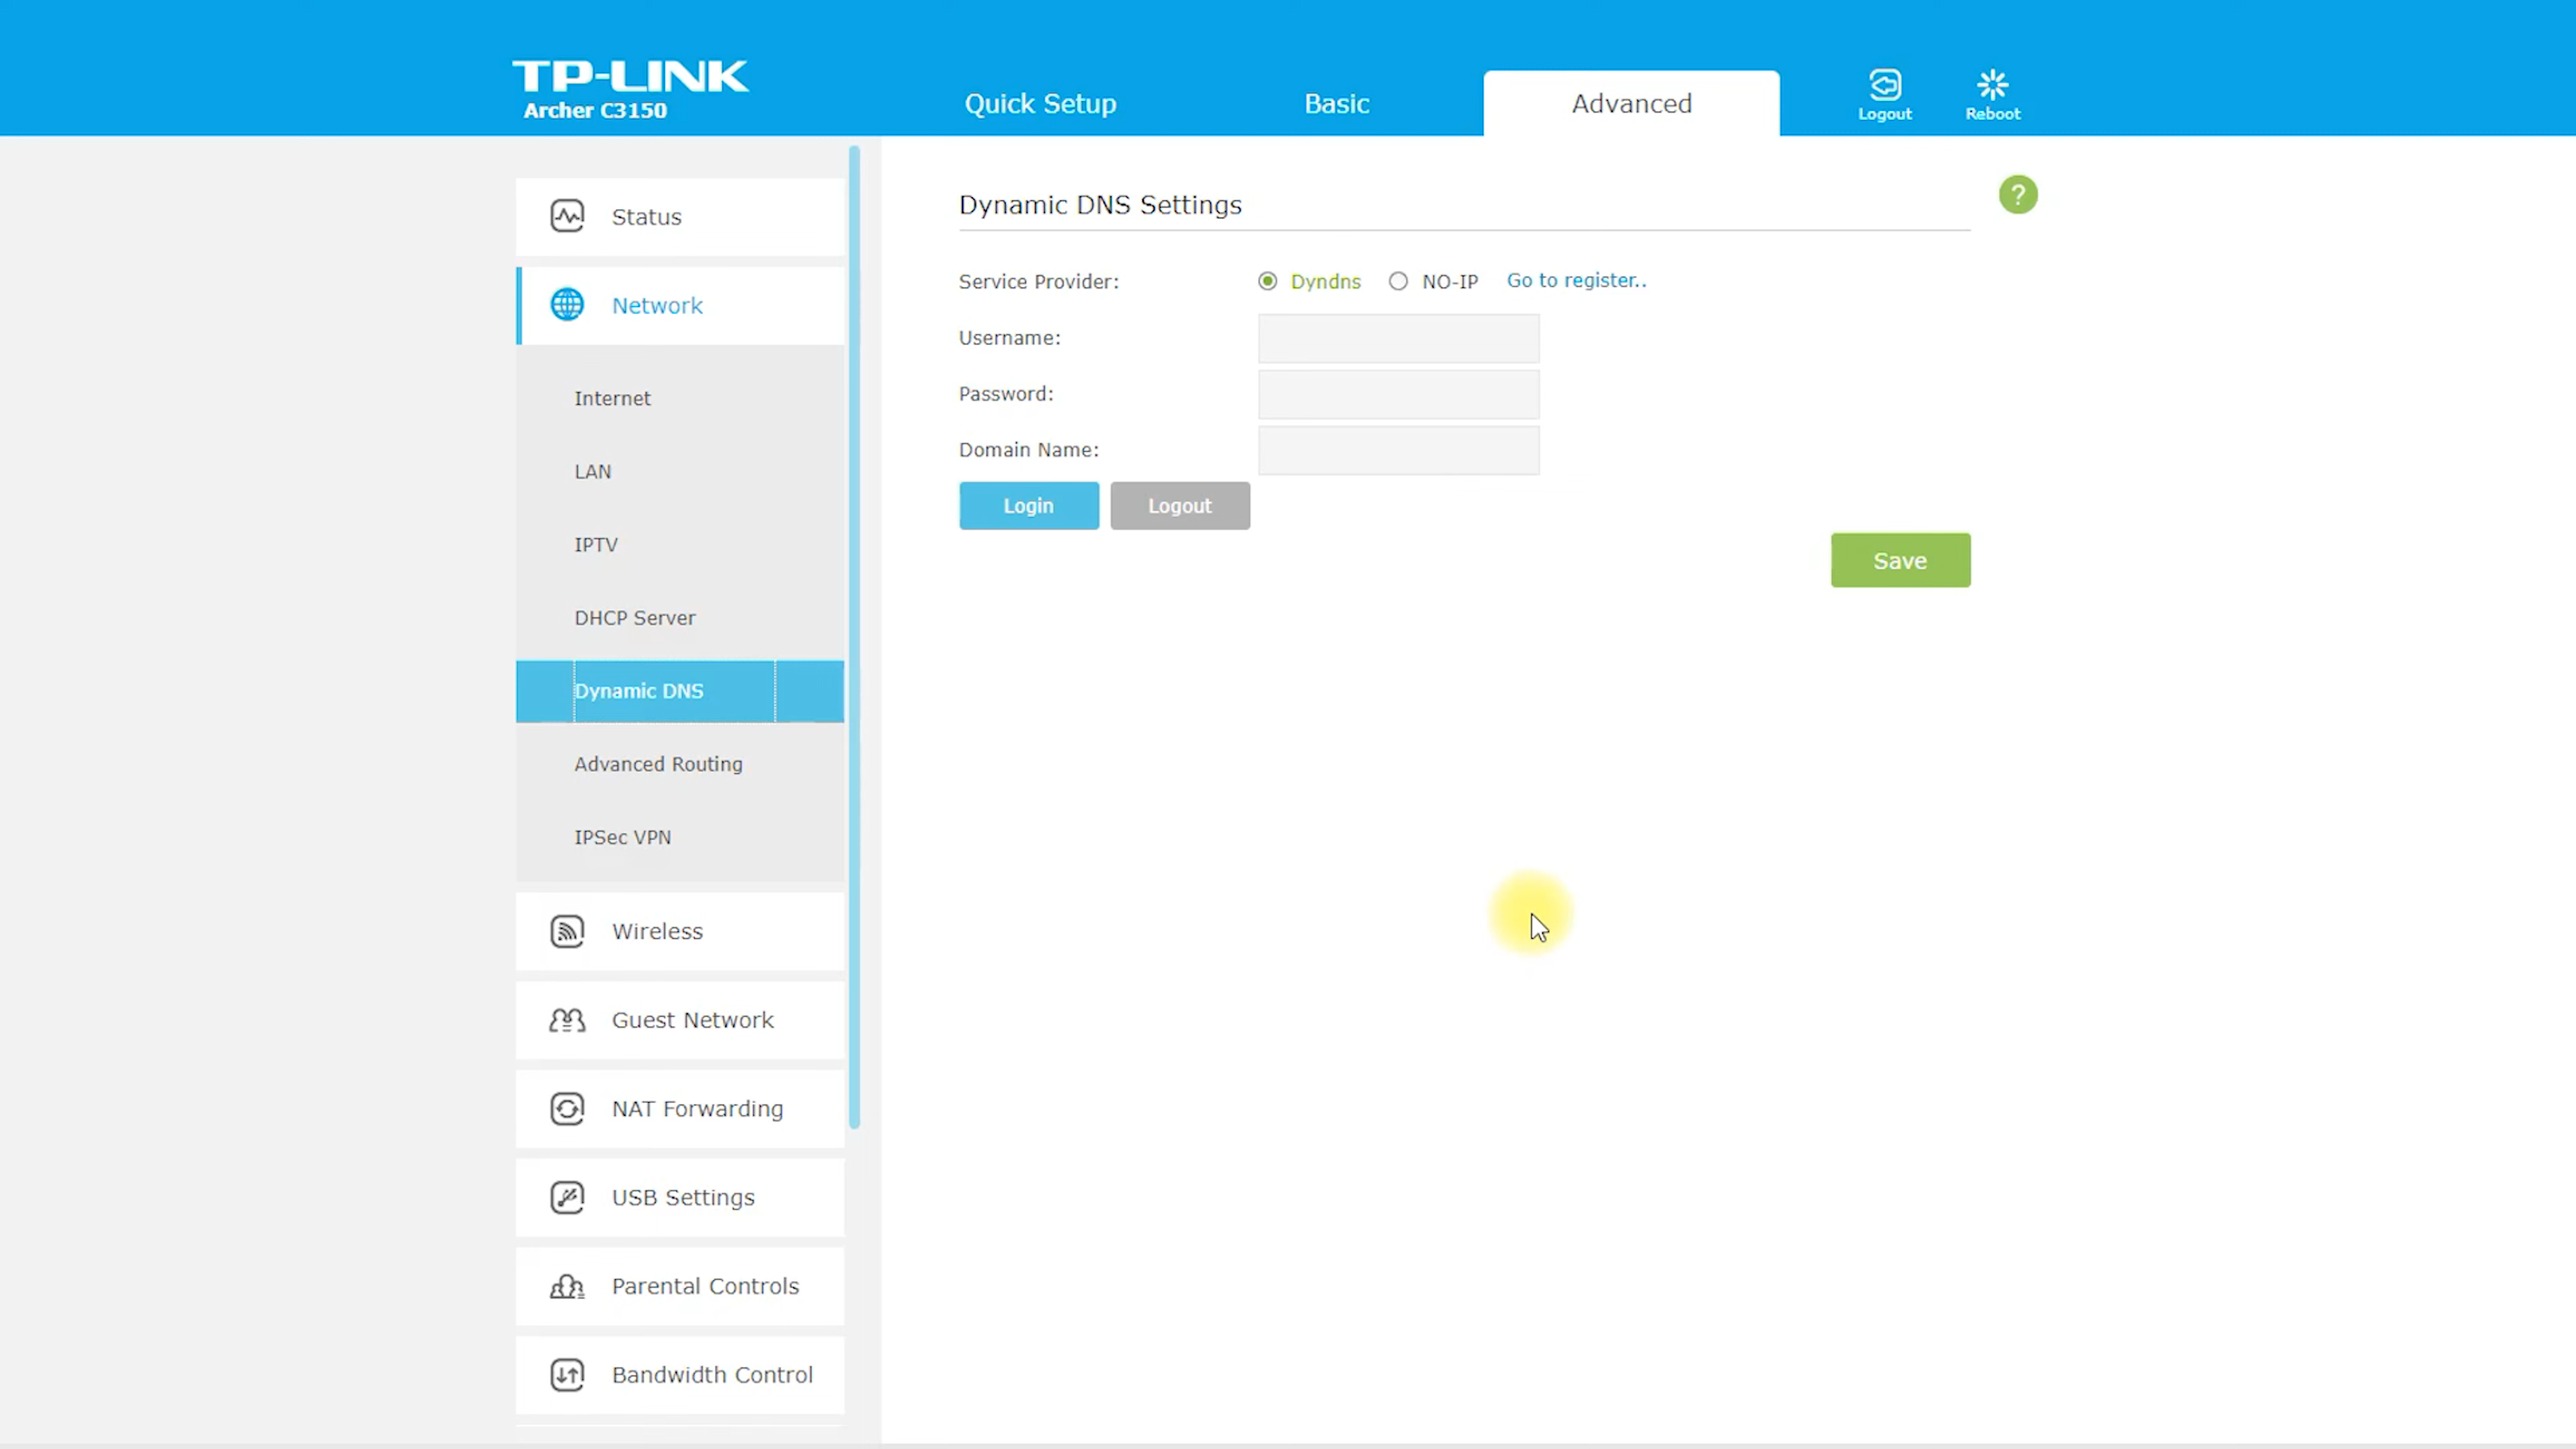 TP-LINK
Archer C3150
Quick Setup
Basic
Advanced
Logout
Reboot
Status
Network
Internet
LAN
IPTV
DHCP Server
Dynamic DNS
Advanced Routing
IPSec VPN
Wireless
Guest Network
NAT Forwarding
USB Settings
Parental Controls
Bandwidth Control
Dynamic DNS Settings
?
Service Provider: Dyndns NO-IP Go to register..
Username:
Password:
Domain Name:
Login Logout
Save